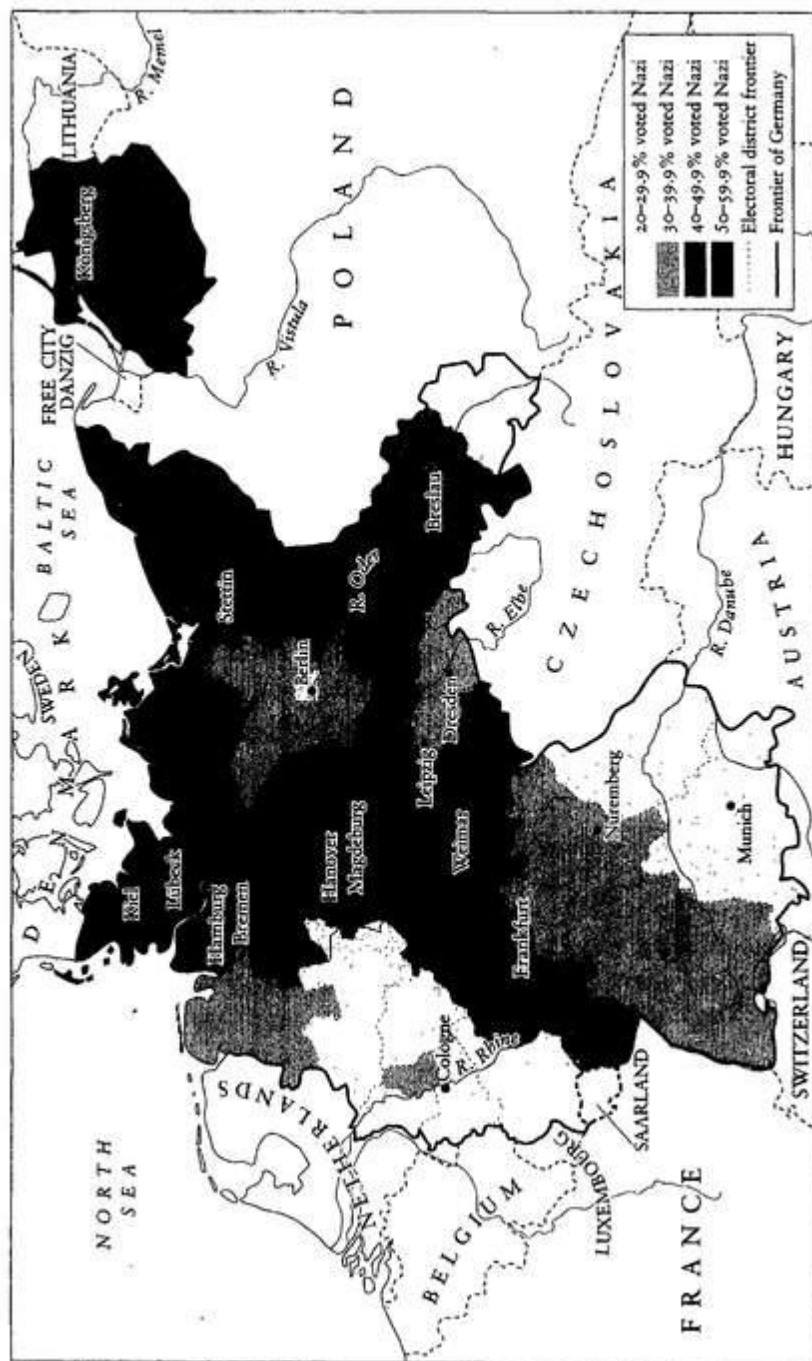 NORTH
SEA
DENMARK
SWEDEN
BALTIC
SEA
FREE CITY
DANZIG
LITHUANIA
R. Memel
Königsberg
Kiel
Lübeck
Hamburg
Bremen
Stettin
Berlin
Hanover
Magdeburg
R. Vistula
POLAND
R. Oder
Breslau
NETHERLANDS
Cologne
R. Rhine
Leipzig
Dresden
Weimar
Frankfurt
R. Elbe
CZECHOSLOVAKIA
BELGIUM
LUXEMBOURG
SAARLAND
Nuremberg
Munich
FRANCE
SWITZERLAND
R. Danube
AUSTRIA
HUNGARY
20–29.9% voted Nazi
30–39.9% voted Nazi
40–49.9% voted Nazi
50–59.9% voted Nazi
Electoral district frontier
Frontier of Germany